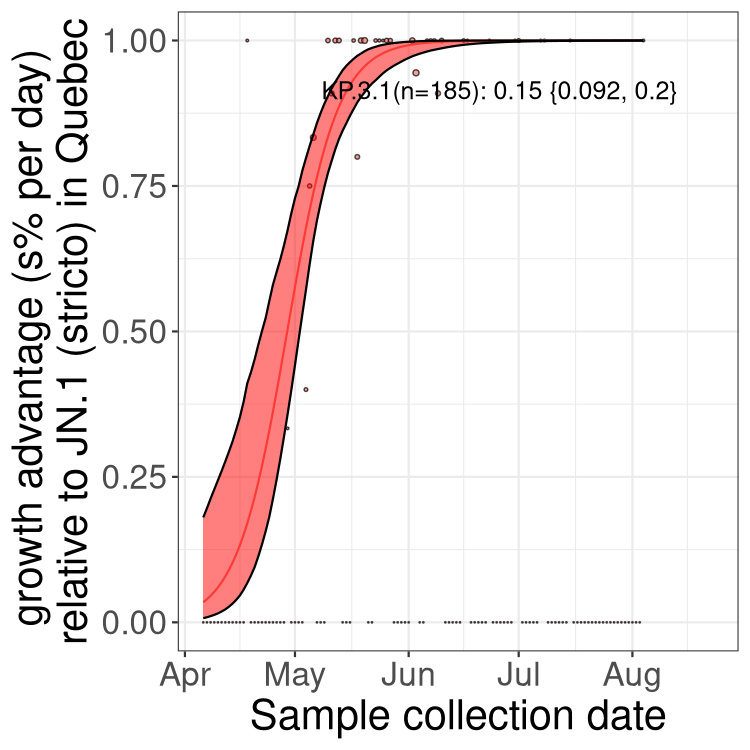 growth advantage (s% per day)
relative to JN.1 (stricto) in Quebec
1.00
0.75
0.50
0.25
0.00
KP.3.1(n=185): 0.15 {0.092, 0.2}
Apr May Jun Jul Aug
Sample collection date